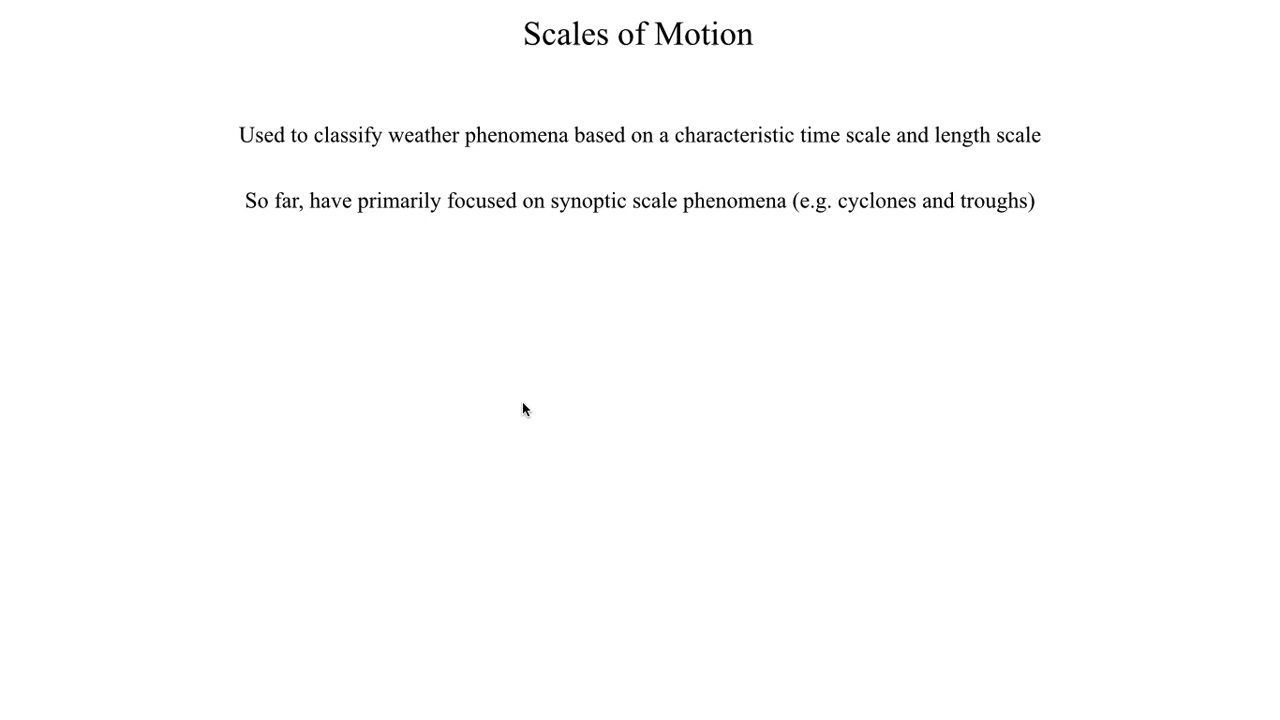 Scales of Motion
Used to classify weather phenomena based on a characteristic time scale and length scale
So far, have primarily focused on synoptic scale phenomena (e.g. cyclones and troughs)